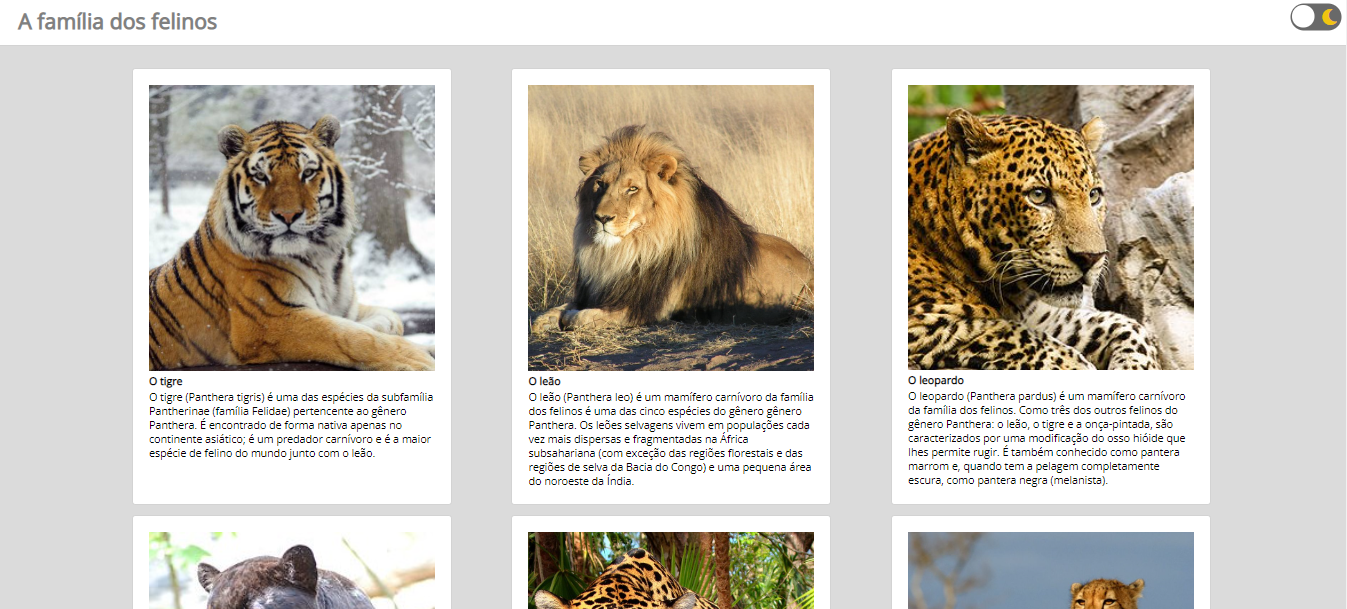 A família dos felinos
O tigre
O tigre (Panthera tigris) é uma das espécies da subfamília
Pantherinae (família Felidae) pertencente ao gênero
Panthera. É encontrado de forma nativa apenas no
continente asiático; é um predador carnívoro e é a maior
espécie de felino do mundo junto com o leão.
O leão
O leão (Panthera leo) é um mamífero carnívoro da família
dos felinos é uma das cinco espécies do gênero gênero
Panthera. Os leões selvagens vivem em populações cada
vez mais dispersas e fragmentadas na África
subsahariana (com exceção das regiões florestais e das
regiões de selva da Bacia do Congo) e uma pequena área
do noroeste da Índia.
O leopardo
O leopardo (Panthera pardus) é um mamífero carnívoro
da família dos felinos. Como três dos outros felinos do
gênero Panthera: o leão, o tigre e a onça-pintada, são
caracterizados por uma modificação do osso hióide que
lhes permite rugir. É também conhecido como pantera
marrom e, quando tem a pelagem completamente
escura, como pantera negra (melanista).